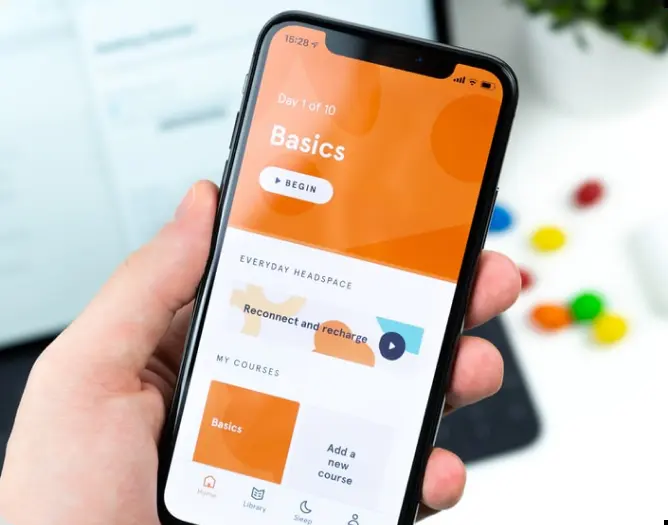 15:28
Day 1 of 10
Basics
BEGIN
EVERYDAY HEADSPACE
Reconnect and recharge
MY COURSES
Basics
Add a
new
course
Home
Library
Sleep